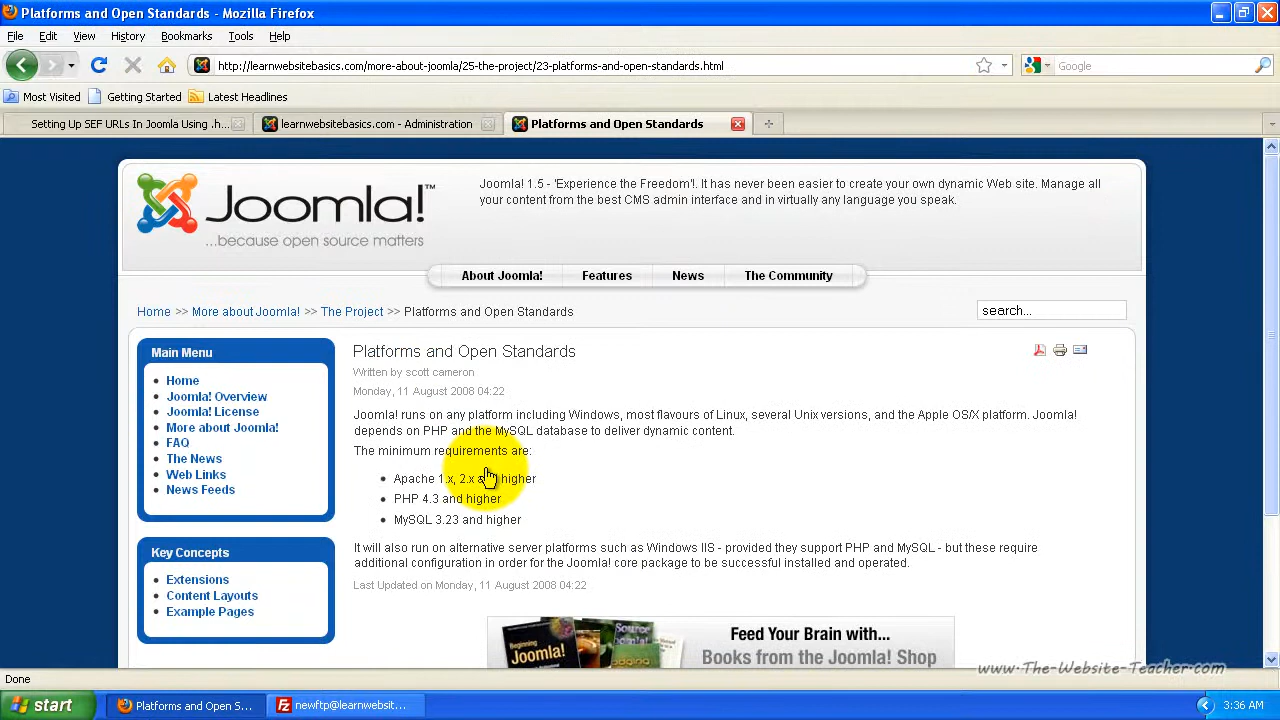 Platforms and Open Standards - Mozilla Firefox
File Edit View History Bookmarks Tools Help
http://learnwebsitebasics.com/more-about-joomla/25-the-project/23-platforms-and-open-standards.html
Google
Most Visited Getting Started Latest Headlines
Setting Up SEF URLs In Joomla Using .h... learnwebsitebasics.com - Administration Platforms and Open Standards
Joomla!™
...because open source matters
Joomla! 1.5 - 'Experience the Freedom'!. It has never been easier to create your own dynamic Web site. Manage all
your content from the best CMS admin interface and in virtually any language you speak.
About Joomla! Features News The Community
Home >> More about Joomla! >> The Project >> Platforms and Open Standards
search...
Main Menu
Home
Joomla! Overview
Joomla! License
More about Joomla!
FAQ
The News
Web Links
News Feeds
Key Concepts
Extensions
Content Layouts
Example Pages
Platforms and Open Standards
Written by scott cameron
Monday, 11 August 2008 04:22
Joomla! runs on any platform including Windows, most flavours of Linux, several Unix versions, and the Apple OS/X platform. Joomla!
depends on PHP and the MySQL database to deliver dynamic content.
The minimum requirements are:
Apache 1.x, 2.x and higher
PHP 4.3 and higher
MySQL 3.23 and higher
It will also run on alternative server platforms such as Windows IIS - provided they support PHP and MySQL - but these require
additional configuration in order for the Joomla! core package to be successful installed and operated.
Last Updated on Monday, 11 August 2008 04:22
Beginning
Joomla!
Source
Joomla!
Feed Your Brain with...
Books from the Joomla! Shop
www.The-Website-Teacher.com
Done
start Platforms and Open S... newftp@learnwebsit... 3:36 AM